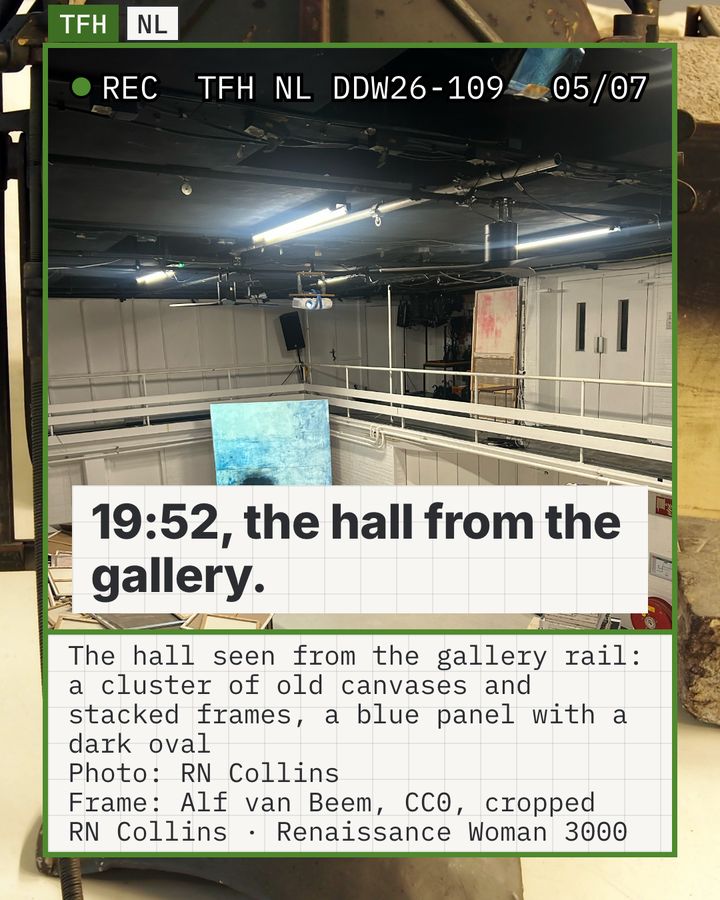 TFH NL
REC TFH NL DDW26-109 05/07
19:52, the hall from the
gallery.
The hall seen from the gallery rail:
a cluster of old canvases and
stacked frames, a blue panel with a
dark oval
Photo: RN Collins
Frame: Alf van Beem, CC0, cropped
RN Collins · Renaissance Woman 3000